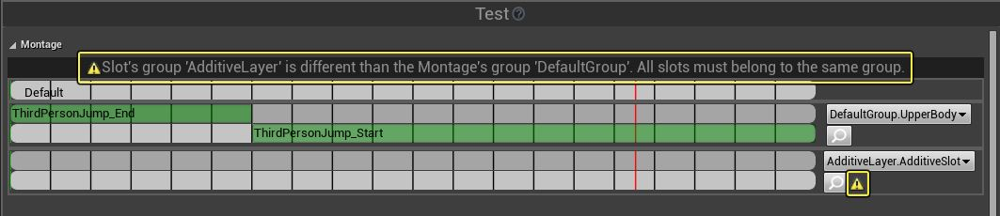 Test
Montage
Slot's group 'AdditiveLayer' is different than the Montage's group 'DefaultGroup'. All slots must belong to the same group.
Default
ThirdPersonJump_End
DefaultGroup.UpperBody
ThirdPersonJump_Start
AdditiveLayer.AdditiveSlot